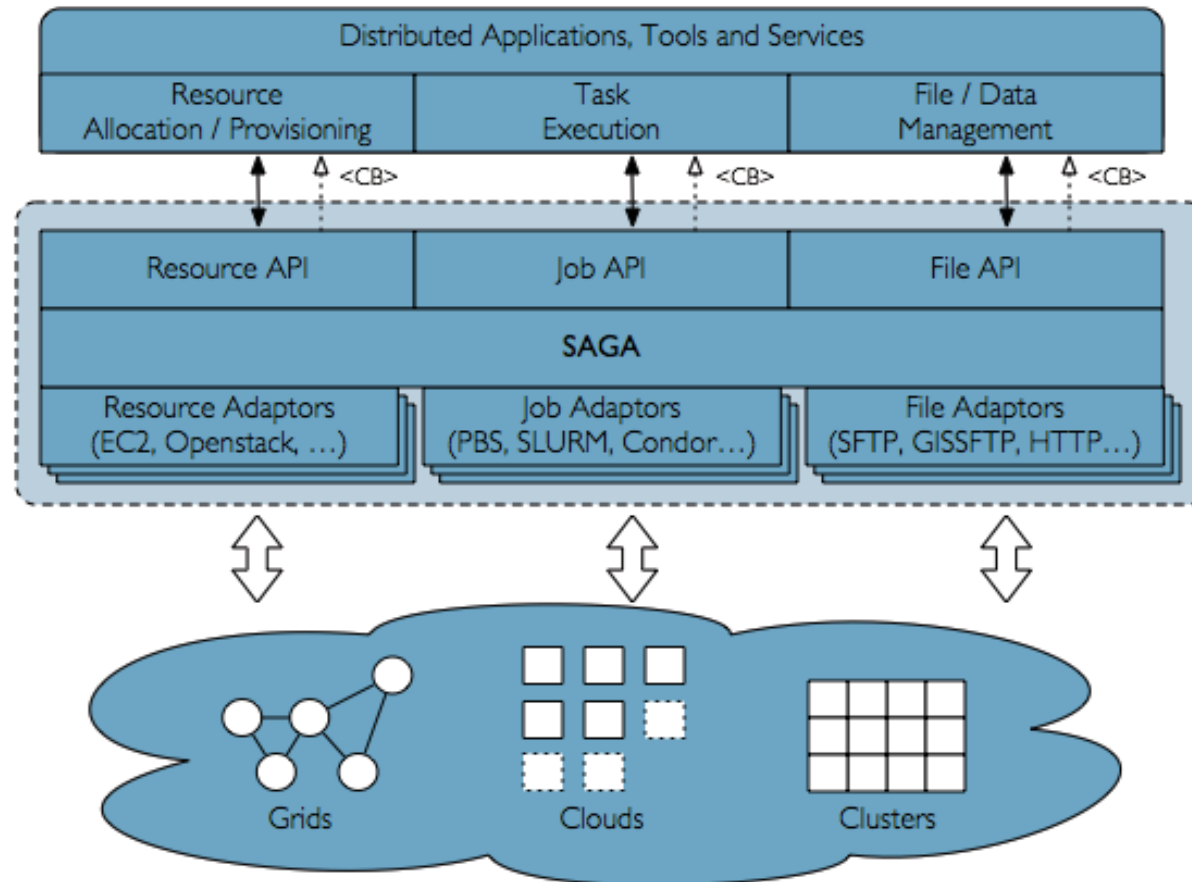 Distributed Applications, Tools and Services
Resource
Allocation / Provisioning
Task
Execution
File / Data
Management
<CB>
<CB>
<CB>
Resource API
Job API
File API
SAGA
Resource Adaptors
(EC2, Openstack, …)
Job Adaptors
(PBS, SLURM, Condor…)
File Adaptors
(SFTP, GISSFTP, HTTP…)
Grids
Clouds
Clusters